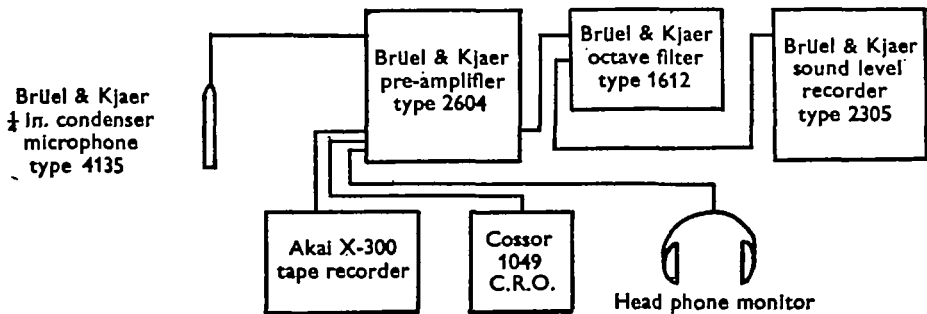 Brüel & Kjaer
¼ in. condenser
microphone
type 4135
Brüel & Kjaer
pre-amplifier
type 2604
Brüel & Kjaer
octave filter
type 1612
Brüel & Kjaer
sound level
recorder
type 2305
Akai X-300
tape recorder
Cossor
1049
C.R.O.
Head phone monitor